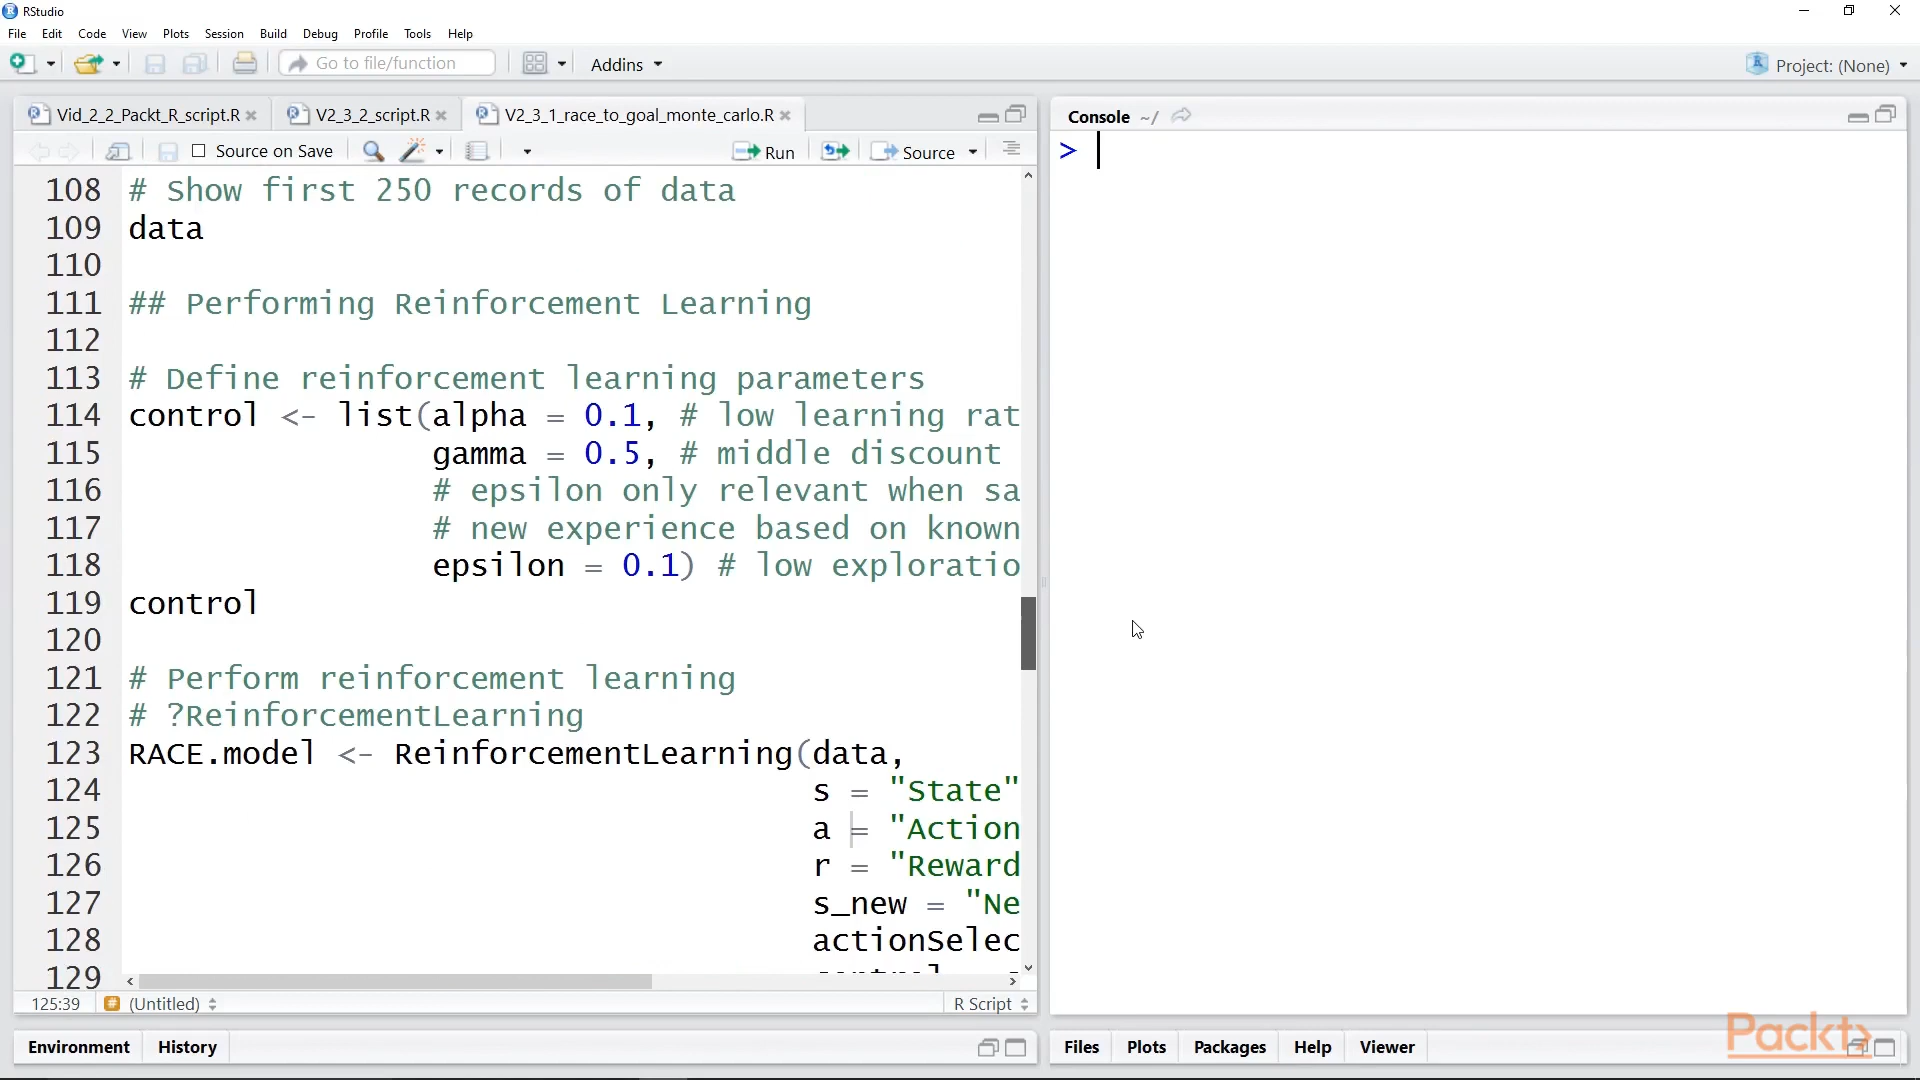 RStudio
File Edit Code View Plots Session Build Debug Profile Tools Help
Go to file/function Addins Project: (None)
Vid_2_2_Packt_R_script.R V2_3_2_script.R V2_3_1_race_to_goal_monte_carlo.R
Source on Save Run Source
108 # Show first 250 records of data
109 data
110
111 ## Performing Reinforcement Learning
112
113 # Define reinforcement learning parameters
114 control <- list(alpha = 0.1, # low learning rat
115 gamma = 0.5, # middle discount
116 # epsilon only relevant when sa
117 # new experience based on known
118 epsilon = 0.1) # low exploratio
119 control
120
121 # Perform reinforcement learning
122 # ?ReinforcementLearning
123 RACE.model <- ReinforcementLearning(data,
124 s = "State"
125 a = "Action
126 r = "Reward
127 s_new = "Ne
128 actionSelec
129
125:39 (Untitled) R Script
Environment History
Console ~/
>
Files Plots Packages Help Viewer
Packt>